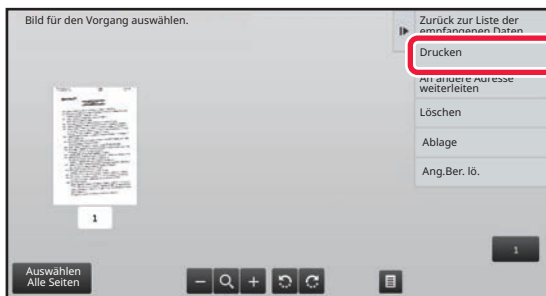 Bild für den Vorgang auswählen.
Zurück zur Liste der
empfangenen Daten
Drucken
An andere Adresse
weiterleiten
Löschen
Ablage
Ang.Ber. lö.
1
1
Auswählen
Alle Seiten